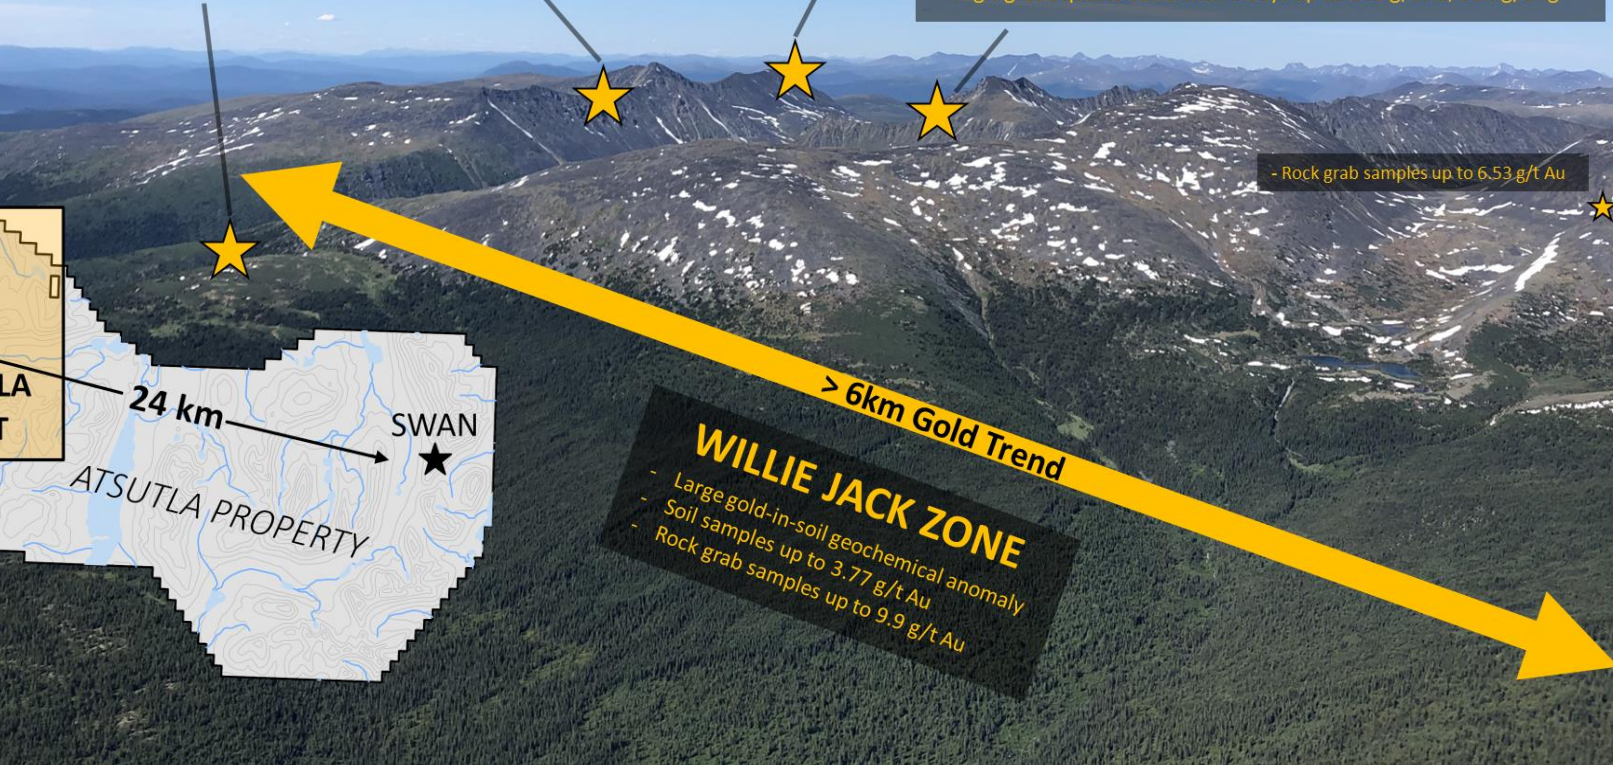 - Rock grab samples up to 6.53 g/t Au
LA
T
24 km
SWAN
ATSUTLA PROPERTY
> 6km Gold Trend
WILLIE JACK ZONE
- Large gold-in-soil geochemical anomaly
- Soil samples up to 3.77 g/t Au
- Rock grab samples up to 9.9 g/t Au